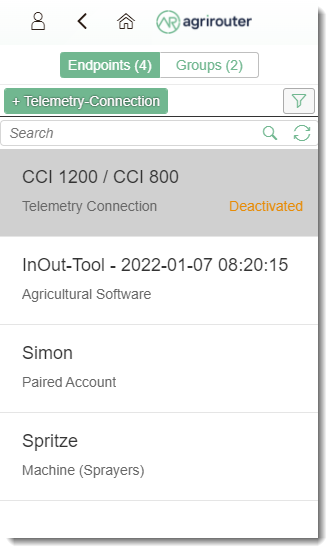 AR agrirouter
Endpoints (4) Groups (2)
+ Telemetry-Connection
Search
CCI 1200 / CCI 800
Telemetry Connection Deactivated
InOut-Tool - 2022-01-07 08:20:15
Agricultural Software
Simon
Paired Account
Spritze
Machine (Sprayers)